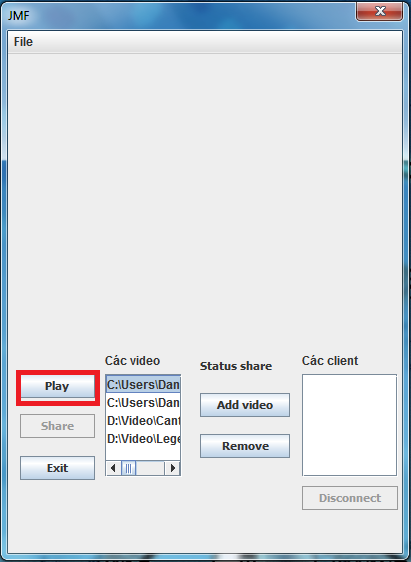 JMF
File
Các video
Status share
Các client
Play
C:\Users\Dan
C:\Users\Dan
Add video
Share
D:\Video\Cant
D:\Video\Lege
Remove
Exit
Disconnect